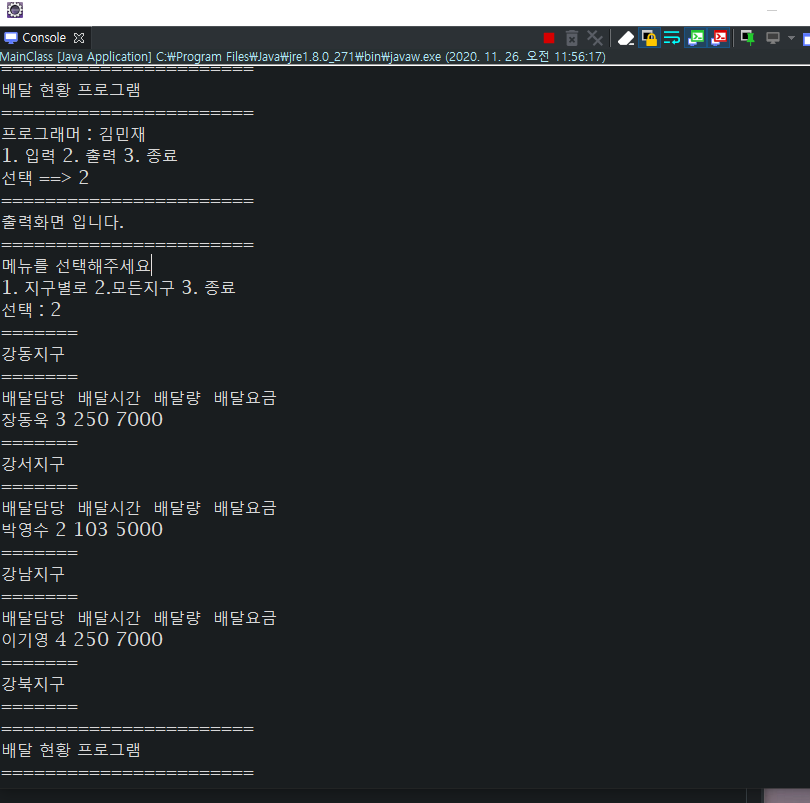 Console
MainClass [Java Application] C:₩Program Files₩Java₩jre1.8.0_271₩bin₩javaw.exe (2020. 11. 26. 오전 11:56:17)
=======================
배달 현황 프로그램
=======================
프로그래머 : 김민재
1. 입력 2. 출력 3. 종료
선택 ==> 2
=======================
출력화면 입니다.
=======================
메뉴를 선택해주세요
1. 지구별로 2.모든지구 3. 종료
선택 : 2
=======
강동지구
=======
배달담당 배달시간 배달량 배달요금
장동욱 3 250 7000
=======
강서지구
=======
배달담당 배달시간 배달량 배달요금
박영수 2 103 5000
=======
강남지구
=======
배달담당 배달시간 배달량 배달요금
이기영 4 250 7000
=======
강북지구
=======
=======================
배달 현황 프로그램
=======================